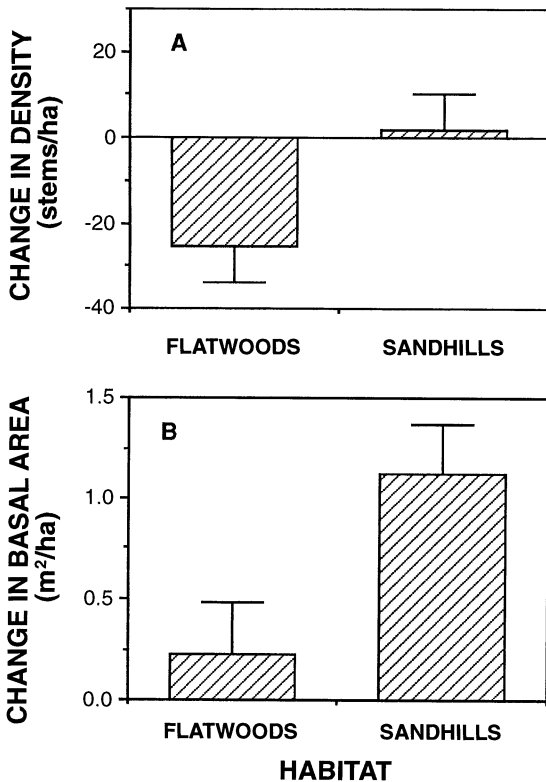 A
CHANGE IN DENSITY
(stems/ha)
20
0
-20
-40
FLATWOODS SANDHILLS
B
CHANGE IN BASAL AREA
(m²/ha)
1.5
1.0
0.5
0.0
FLATWOODS SANDHILLS
HABITAT